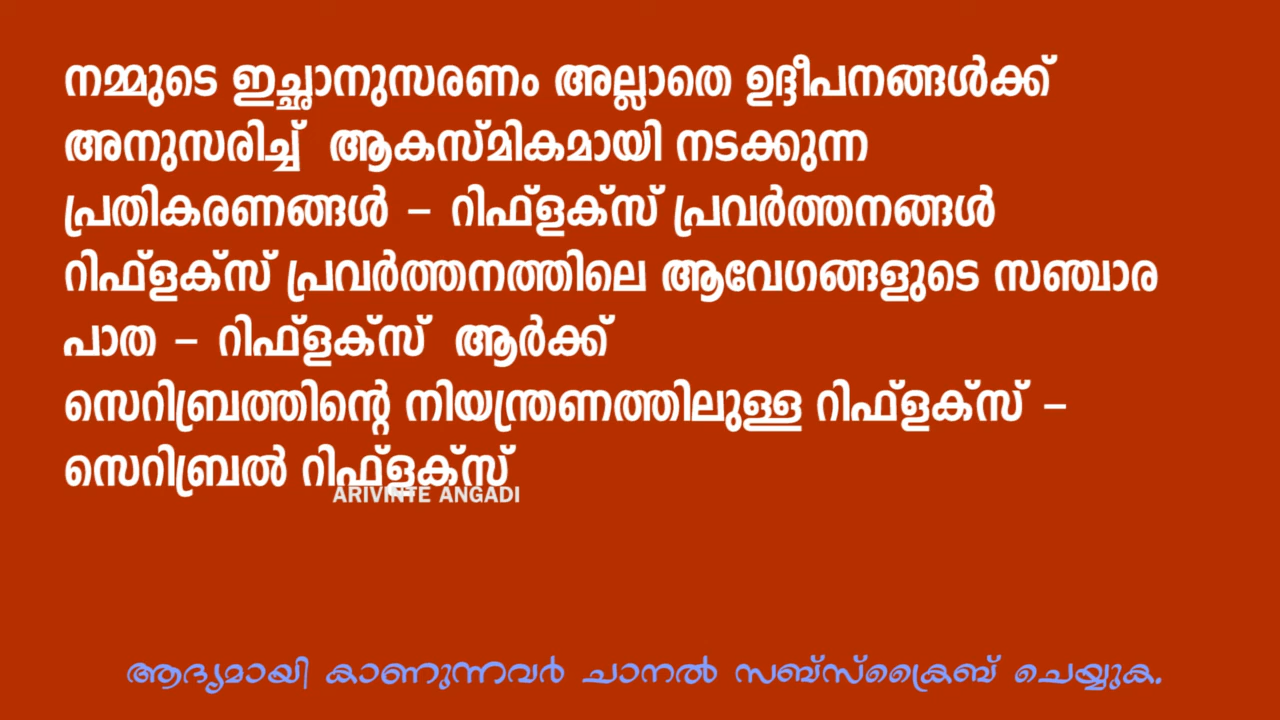 നമ്മുടെ ഇച്ഛാനുസരണം അല്ലാതെ ഉദ്ദീപനങ്ങൾക്ക്
അനുസരിച്ച് ആകസ്മികമായി നടക്കുന്ന
പ്രതികരണങ്ങൾ – റിഫ്ളക്സ് പ്രവർത്തനങ്ങൾ
റിഫ്ളക്സ് പ്രവർത്തനത്തിലെ ആവേഗങ്ങളുടെ സഞ്ചാര
പാത – റിഫ്ളക്സ് ആർക്ക്
സെറിബ്രത്തിന്റെ നിയന്ത്രണത്തിലുള്ള റിഫ്ളക്സ് –
സെറിബ്രൽ റിഫ്ളക്സ്
ARIVINTE ANGADI
ആദ്യമായി കാണുന്നവർ ചാനൽ സബ്സ്ക്രൈബ് ചെയ്യുക.